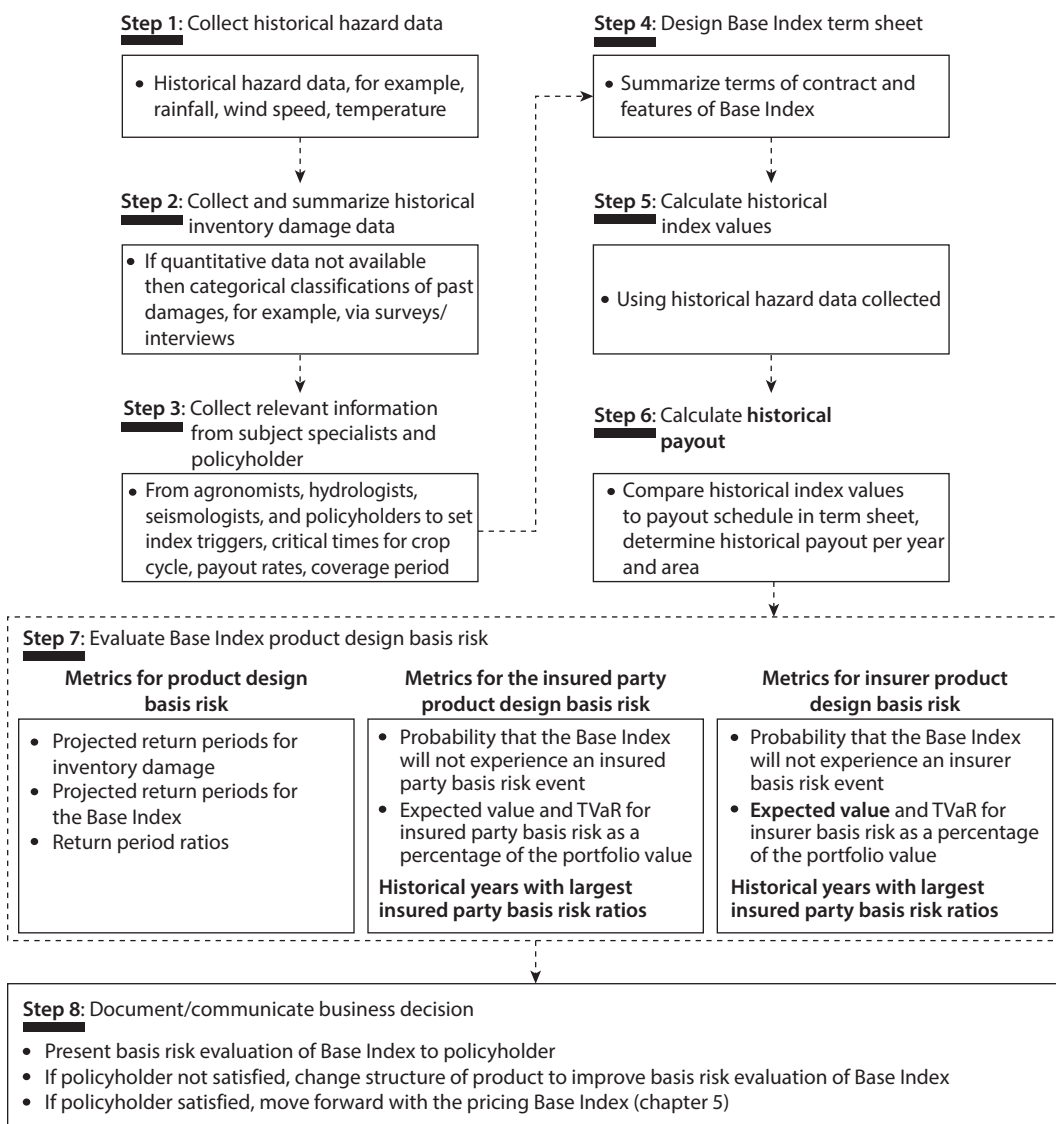 Step 1: Collect historical hazard data
• Historical hazard data, for example,
rainfall, wind speed, temperature
Step 2: Collect and summarize historical
inventory damage data
• If quantitative data not available
then categorical classifications of past
damages, for example, via surveys/
interviews
Step 3: Collect relevant information
from subject specialists and
policyholder
• From agronomists, hydrologists,
seismologists, and policyholders to set
index triggers, critical times for crop
cycle, payout rates, coverage period
Step 4: Design Base Index term sheet
• Summarize terms of contract and
features of Base Index
Step 5: Calculate historical
index values
• Using historical hazard data collected
Step 6: Calculate historical
payout
• Compare historical index values
to payout schedule in term sheet,
determine historical payout per year
and area
Step 7: Evaluate Base Index product design basis risk
Metrics for product design
basis risk
• Projected return periods for
inventory damage
• Projected return periods for
the Base Index
• Return period ratios
Metrics for the insured party
product design basis risk
• Probability that the Base Index
will not experience an insured
party basis risk event
• Expected value and TVaR for
insured party basis risk as a
percentage of the portfolio value
Historical years with largest
insured party basis risk ratios
Metrics for insurer product
design basis risk
• Probability that the Base Index
will not experience an insurer
basis risk event
• Expected value and TVaR for
insurer basis risk as a percentage
of the portfolio value
Historical years with largest
insured party basis risk ratios
Step 8: Document/communicate business decision
• Present basis risk evaluation of Base Index to policyholder
• If policyholder not satisfied, change structure of product to improve basis risk evaluation of Base Index
• If policyholder satisfied, move forward with the pricing Base Index (chapter 5)